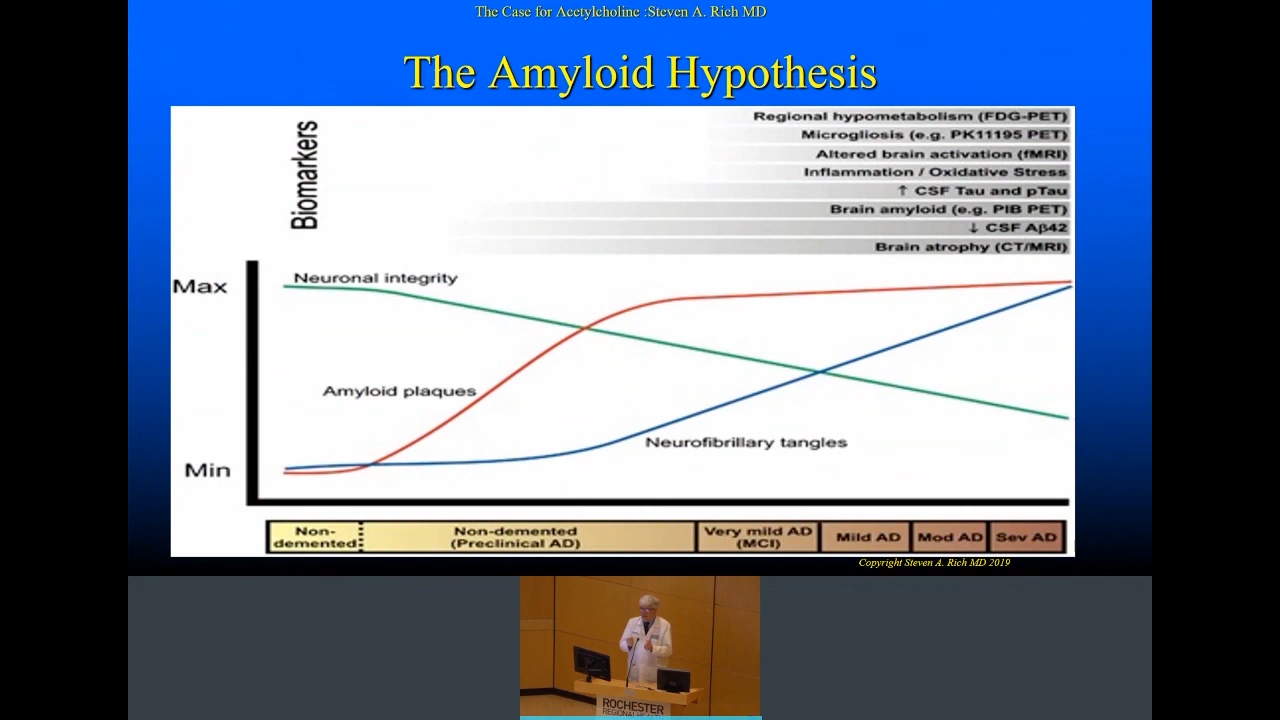 The Case for Acetylcholine :Steven A. Rich MD
The Amyloid Hypothesis
Biomarkers
Regional hypometabolism (FDG-PET)
Microgliosis (e.g. PK11195 PET)
Altered brain activation (fMRI)
Inflammation / Oxidative Stress
↑ CSF Tau and pTau
Brain amyloid (e.g. PIB PET)
↓ CSF Aβ42
Brain atrophy (CT/MRI)
Max
Neuronal integrity
Amyloid plaques
Neurofibrillary tangles
Min
Non-
demented
Non-demented
(Preclinical AD)
Very mild AD
(MCI)
Mild AD
Mod AD
Sev AD
Copyright Steven A. Rich MD 2019
ROCHESTER
REGIONAL HEALTH